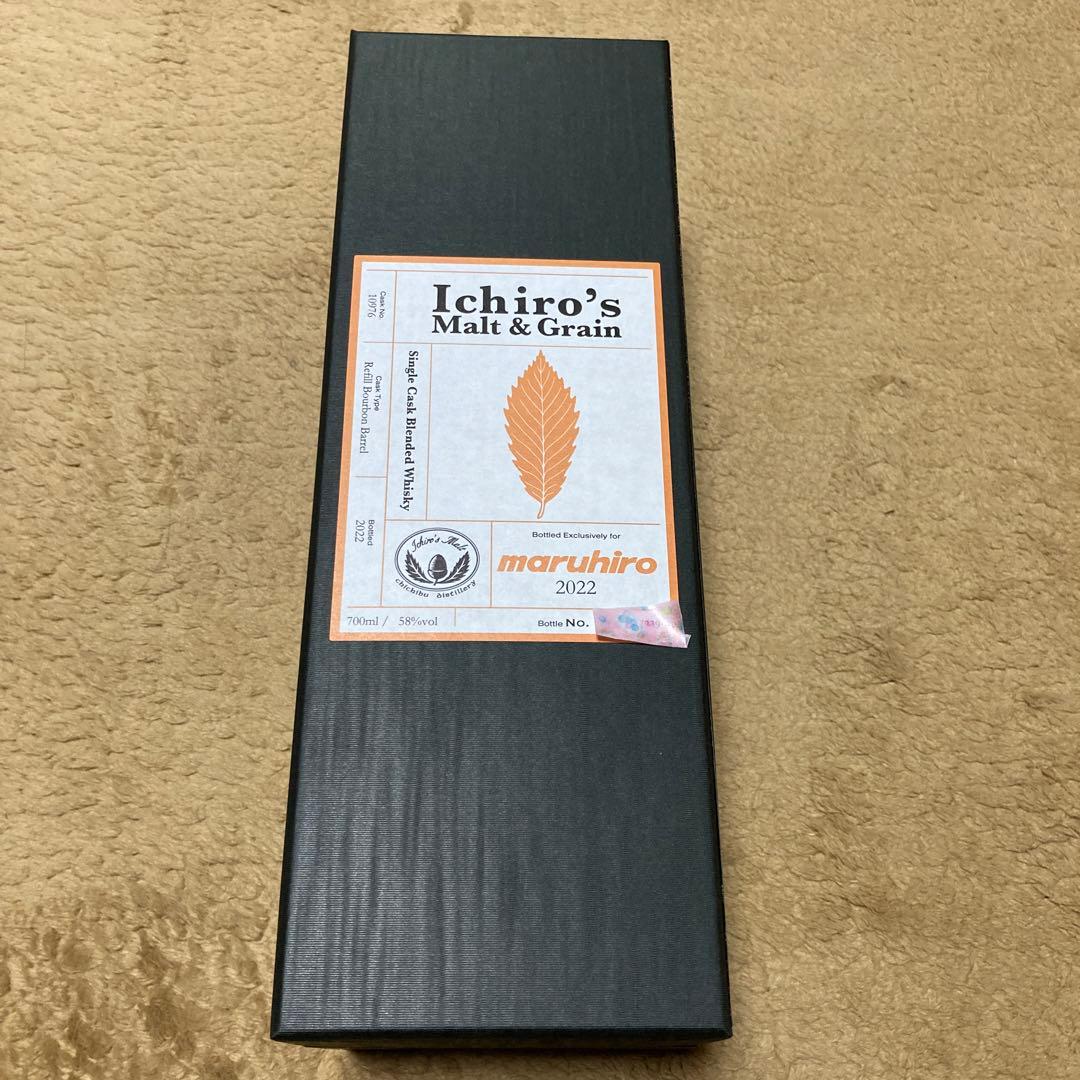 Ichiro's
Malt & Grain
Cask No.
10976
Cask Type
Refill Bourbon Barrel
Bottled
2022
Single Cask Blended Whisky
Ichiro's Malt
chichibu distillery
Bottled Exclusively for
maruhiro
2022
700ml / 58%vol
Bottle No.